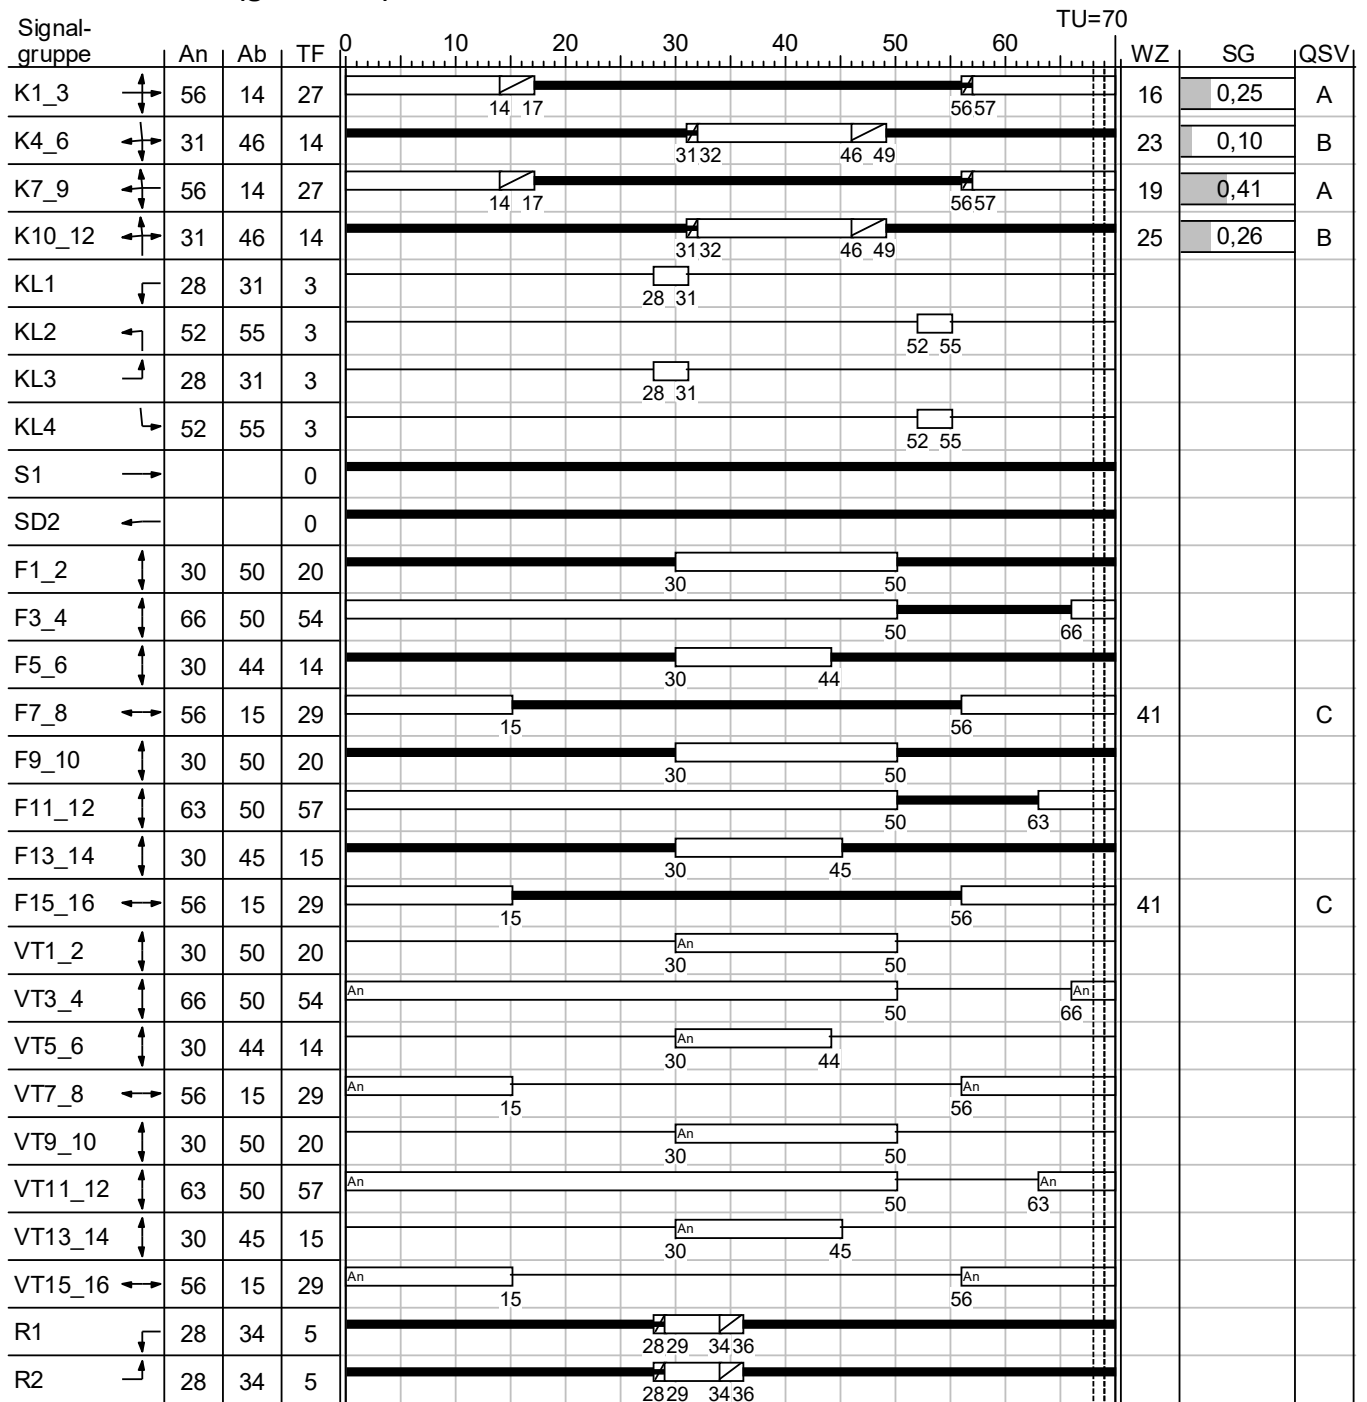 TU=70
Signal-
gruppe An Ab TF 0 10 20 30 40 50 60 WZ SG QSV
K1_3 56 14 27 16 0,25 A
14 17 56 57
K4_6 31 46 14 23 0,10 B
31 32 46 49
K7_9 56 14 27 19 0,41 A
14 17 56 57
K10_12 31 46 14 25 0,26 B
31 32 46 49
KL1 28 31 3
28 31
KL2 52 55 3
52 55
KL3 28 31 3
28 31
KL4 52 55 3
52 55
S1 0
SD2 0
F1_2 30 50 20
30 50
F3_4 66 50 54
50 66
F5_6 30 44 14
30 44
F7_8 56 15 29 41 C
15 56
F9_10 30 50 20
30 50
F11_12 63 50 57
50 63
F13_14 30 45 15
30 45
F15_16 56 15 29 41 C
15 56
VT1_2 30 50 20 An
30 50
VT3_4 66 50 54 An An
50 66
VT5_6 30 44 14 An
30 44
VT7_8 56 15 29 An An
15 56
VT9_10 30 50 20 An
30 50
VT11_12 63 50 57 An An
50 63
VT13_14 30 45 15 An
30 45
VT15_16 56 15 29 An An
15 56
R1 28 34 5
28 29 34 36
R2 28 34 5
28 29 34 36